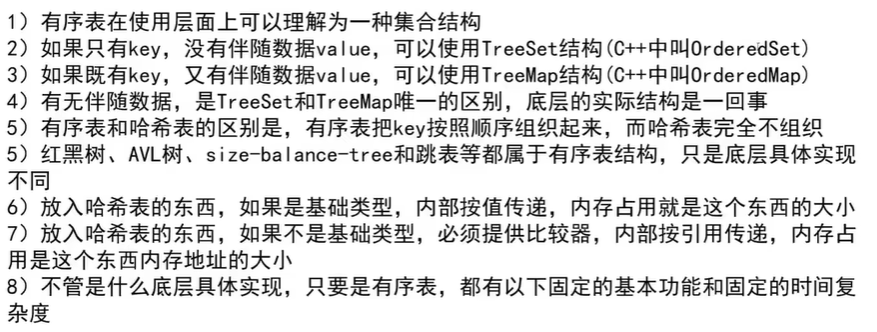 1）有序表在使用层面上可以理解为一种集合结构
2）如果只有key，没有伴随数据value，可以使用TreeSet结构(C++中叫OrderedSet)
3）如果既有key，又有伴随数据value，可以使用TreeMap结构(C++中叫OrderedMap)
4）有无伴随数据，是TreeSet和TreeMap唯一的区别，底层的实际结构是一回事
5）有序表和哈希表的区别是，有序表把key按照顺序组织起来，而哈希表完全不组织
5）红黑树、AVL树、size-balance-tree和跳表等都属于有序表结构，只是底层具体实现
不同
6）放入哈希表的东西，如果是基础类型，内部按值传递，内存占用就是这个东西的大小
7）放入哈希表的东西，如果不是基础类型，必须提供比较器，内部按引用传递，内存占
用是这个东西内存地址的大小
8）不管是什么底层具体实现，只要是有序表，都有以下固定的基本功能和固定的时间复
杂度